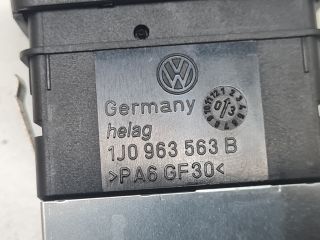 Germany
helag
1J0 963 563 B
>PA6 GF30<